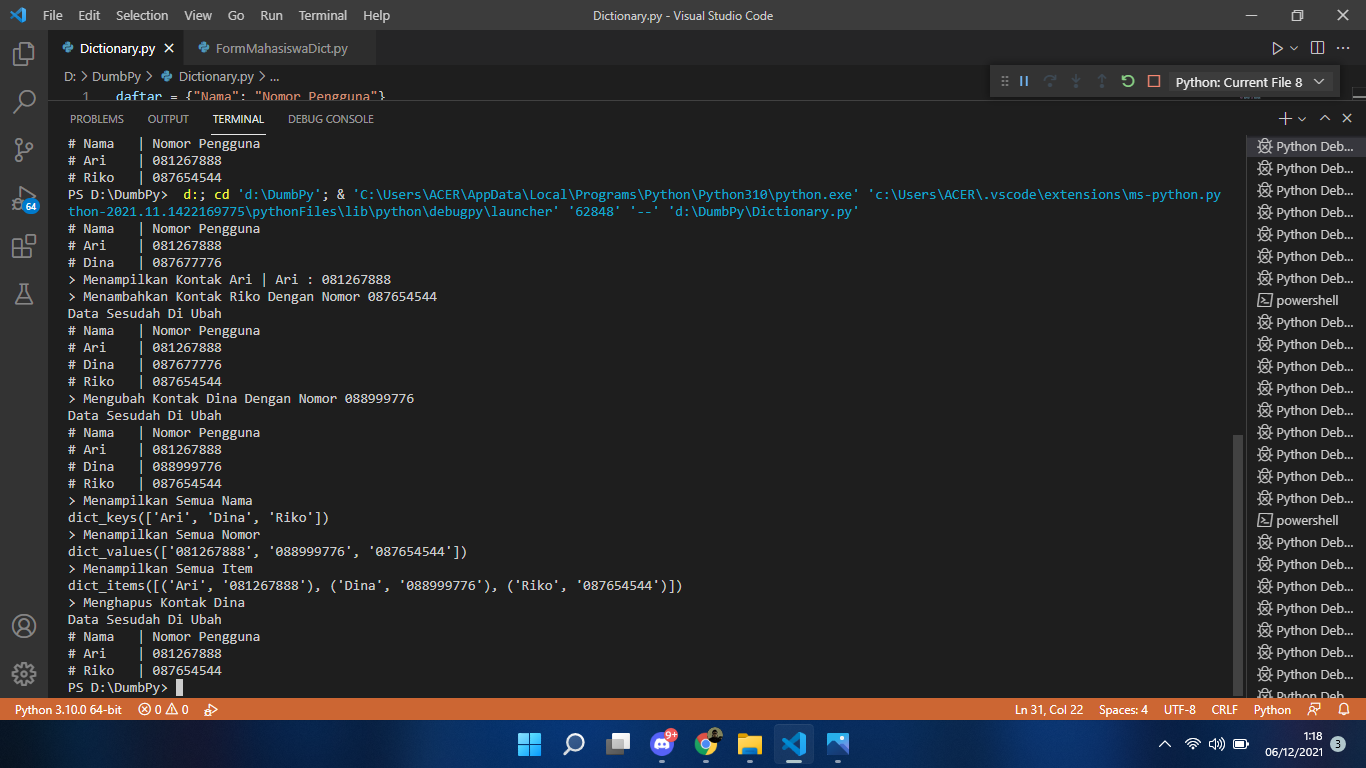 File Edit Selection View Go Run Terminal Help Dictionary.py - Visual Studio Code
Dictionary.py FormMahasiswaDict.py
D: > DumbPy > Dictionary.py > ...
Python: Current File 8
1 daftar = {"Nama": "Nomor Pengguna"}
PROBLEMS OUTPUT TERMINAL DEBUG CONSOLE
# Nama | Nomor Pengguna
# Ari | 081267888
# Riko | 087654544
PS D:\DumbPy> d:; cd 'd:\DumbPy'; & 'C:\Users\ACER\AppData\Local\Programs\Python\Python310\python.exe' 'c:\Users\ACER\.vscode\extensions\ms-python.py
thon-2021.11.1422169775\pythonFiles\lib\python\debugpy\launcher' '62848' '--' 'd:\DumbPy\Dictionary.py'
# Nama | Nomor Pengguna
# Ari | 081267888
# Dina | 087677776
> Menampilkan Kontak Ari | Ari : 081267888
> Menambahkan Kontak Riko Dengan Nomor 087654544
Data Sesudah Di Ubah
# Nama | Nomor Pengguna
# Ari | 081267888
# Dina | 087677776
# Riko | 087654544
> Mengubah Kontak Dina Dengan Nomor 088999776
Data Sesudah Di Ubah
# Nama | Nomor Pengguna
# Ari | 081267888
# Dina | 088999776
# Riko | 087654544
> Menampilkan Semua Nama
dict_keys(['Ari', 'Dina', 'Riko'])
> Menampilkan Semua Nomor
dict_values(['081267888', '088999776', '087654544'])
> Menampilkan Semua Item
dict_items([('Ari', '081267888'), ('Dina', '088999776'), ('Riko', '087654544')])
> Menghapus Kontak Dina
Data Sesudah Di Ubah
# Nama | Nomor Pengguna
# Ari | 081267888
# Riko | 087654544
PS D:\DumbPy>
Python Deb...
Python Deb...
Python Deb...
Python Deb...
Python Deb...
Python Deb...
Python Deb...
powershell
Python Deb...
Python Deb...
Python Deb...
Python Deb...
Python Deb...
Python Deb...
Python Deb...
Python Deb...
Python Deb...
powershell
Python Deb...
Python Deb...
Python Deb...
Python Deb...
Python Deb...
Python Deb...
Python Deb...
Python Deb...
64
Python 3.10.0 64-bit 0 0 Ln 31, Col 22 Spaces: 4 UTF-8 CRLF Python
9+
1:18
06/12/2021
3